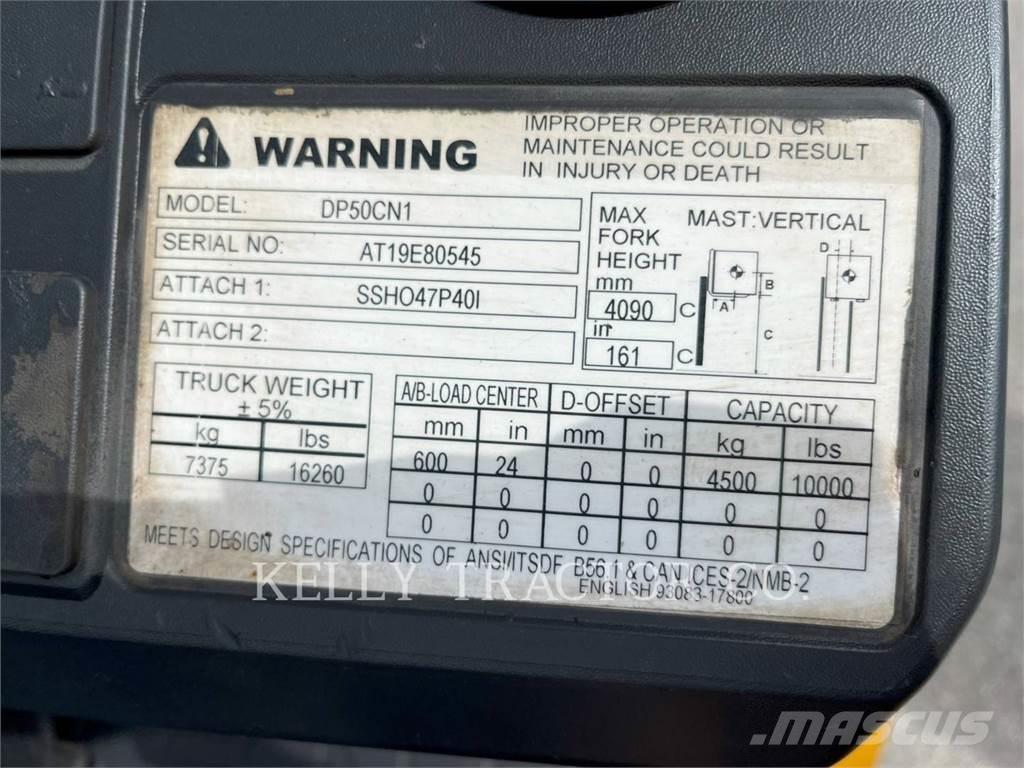 WARNING
IMPROPER OPERATION OR
MAINTENANCE COULD RESULT
IN INJURY OR DEATH
MODEL: DP50CN1
SERIAL NO: AT19E80545
ATTACH 1: SSHO47P40I
ATTACH 2:
MAX
FORK
HEIGHT
mm
4090 C
in
161 C
MAST:VERTICAL
D
A
B
C
TRUCK WEIGHT
± 5%
kg lbs
7375 16260
A/B-LOAD CENTER D-OFFSET CAPACITY
mm in mm in kg lbs
600 24 0 0 4500 10000
0 0 0 0 0 0
0 0 0 0 0 0
MEETS DESIGN SPECIFICATIONS OF ANSI/ITSDF B56.1 & CAN ICES-2/NMB-2
ENGLISH 93083-17800
KELLY TRACTOR CO.
MASCUS